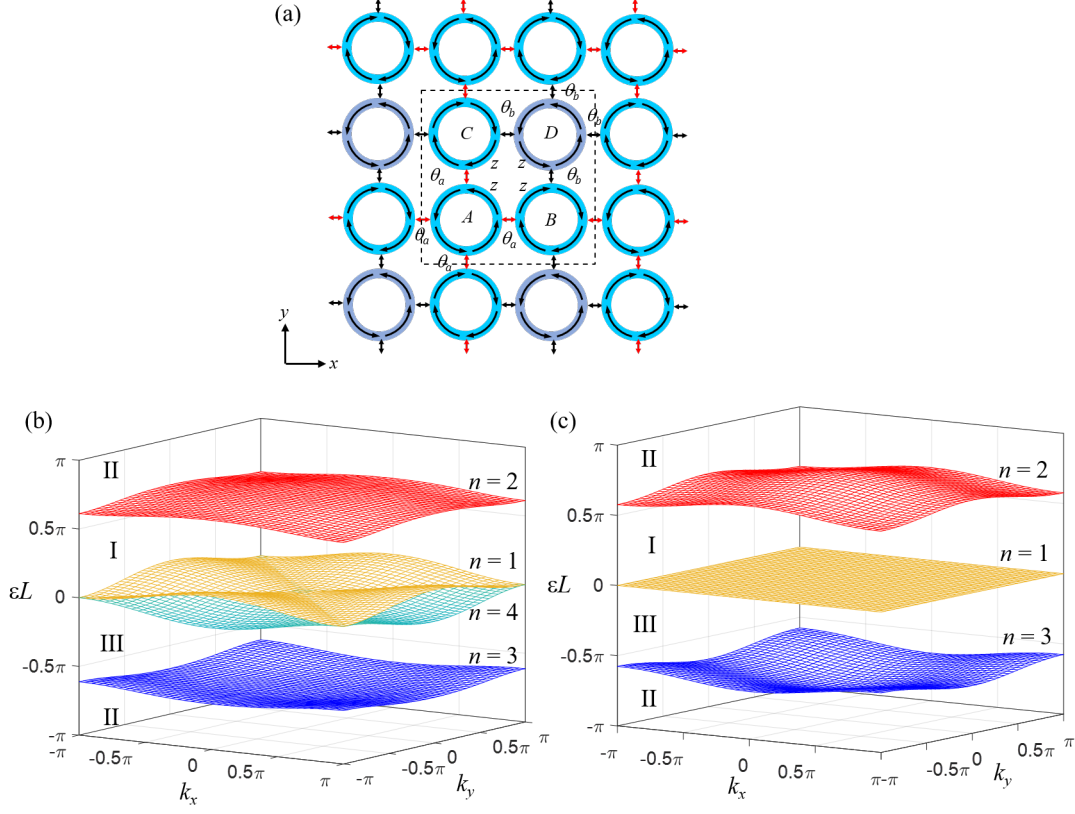 (a)
θb
θb θb
C D
z z
θa z z θb
A B
θa θa
θa
y
x
(b) (c)
π π
II II
n = 2 n = 2
0.5π 0.5π
I I
n = 1 n = 1
εL 0 εL 0
n = 4
III III
n = 3
-0.5π n = 3 -0.5π
II II
-π -π
-π -0.5π 0 0.5π π -π -0.5π 0 0.5π π
-π -0.5π 0 0.5π π-π -0.5π 0 0.5π π
kx ky kx ky